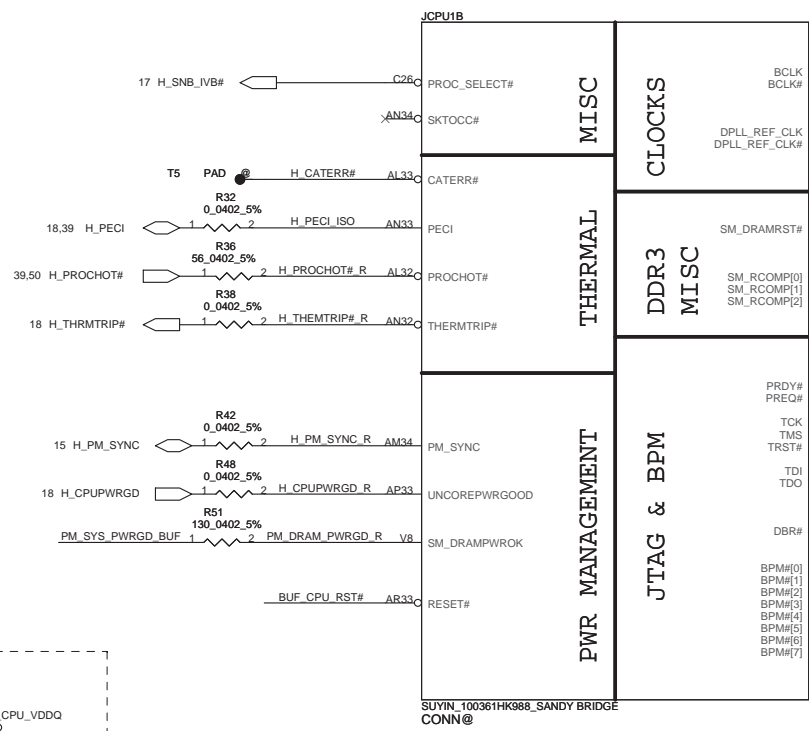 JCPU1B
17 H_SNB_IVB# C26 PROC_SELECT#
AN34 SKTOCC#
MISC
T5 PAD @ H_CATERR# AL33 CATERR#
R32
0_0402_5%
18,39 H_PECI 1 2 H_PECI_ISO AN33 PECI
R36
56_0402_5%
39,50 H_PROCHOT# 1 2 H_PROCHOT#_R AL32 PROCHOT#
R38
0_0402_5%
18 H_THRMTRIP# 1 2 H_THEMTRIP#_R AN32 THERMTRIP#
THERMAL
R42
0_0402_5%
15 H_PM_SYNC 1 2 H_PM_SYNC_R AM34 PM_SYNC
R48
0_0402_5%
18 H_CPUPWRGD 1 2 H_CPUPWRGD_R AP33 UNCOREPWRGOOD
R51
130_0402_5%
PM_SYS_PWRGD_BUF 1 2 PM_DRAM_PWRGD_R V8 SM_DRAMPWROK
BUF_CPU_RST# AR33 RESET#
PWR MANAGEMENT
CLOCKS
BCLK
BCLK#
DPLL_REF_CLK
DPLL_REF_CLK#
DDR3
MISC
SM_DRAMRST#
SM_RCOMP[0]
SM_RCOMP[1]
SM_RCOMP[2]
JTAG & BPM
PRDY#
PREQ#
TCK
TMS
TRST#
TDI
TDO
DBR#
BPM#[0]
BPM#[1]
BPM#[2]
BPM#[3]
BPM#[4]
BPM#[5]
BPM#[6]
BPM#[7]
SUYIN_100361HK988_SANDY BRIDGE
CONN@
_CPU_VDDQ